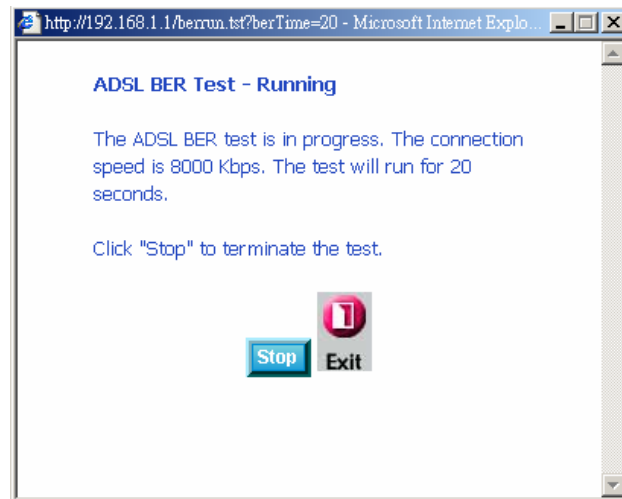 http://192.168.1.1/berrun.tst?berTime=20 - Microsoft Internet Explo...
ADSL BER Test - Running
The ADSL BER test is in progress. The connection
speed is 8000 Kbps. The test will run for 20
seconds.
Click "Stop" to terminate the test.
Stop
Exit